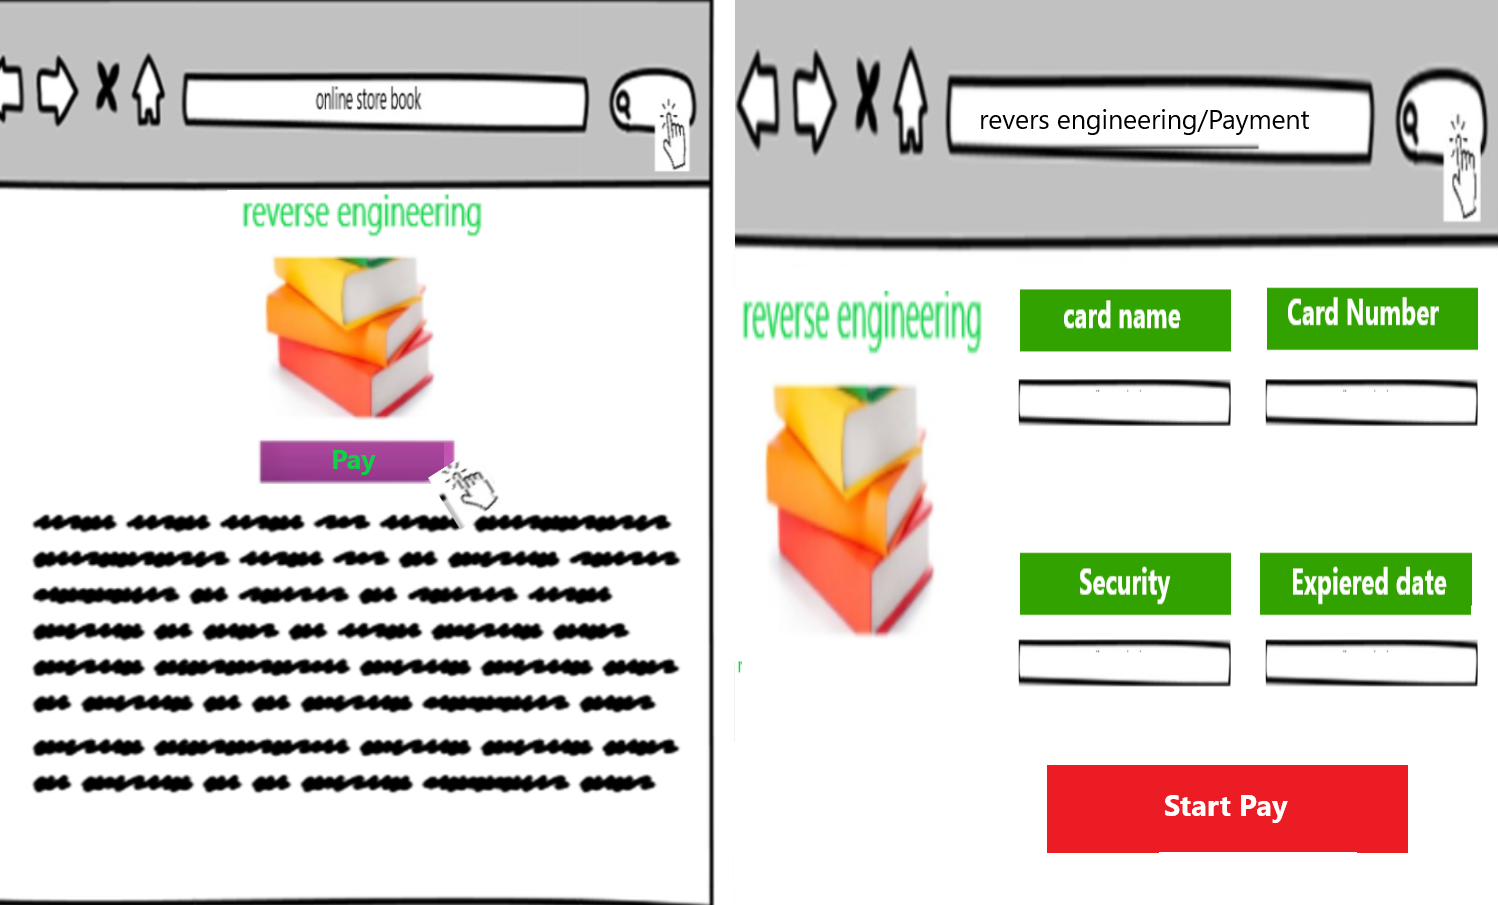 online store book
reverse engineering
Pay
revers engineering/Payment
reverse engineering
card name
Card Number
Security
Expiered date
Start Pay